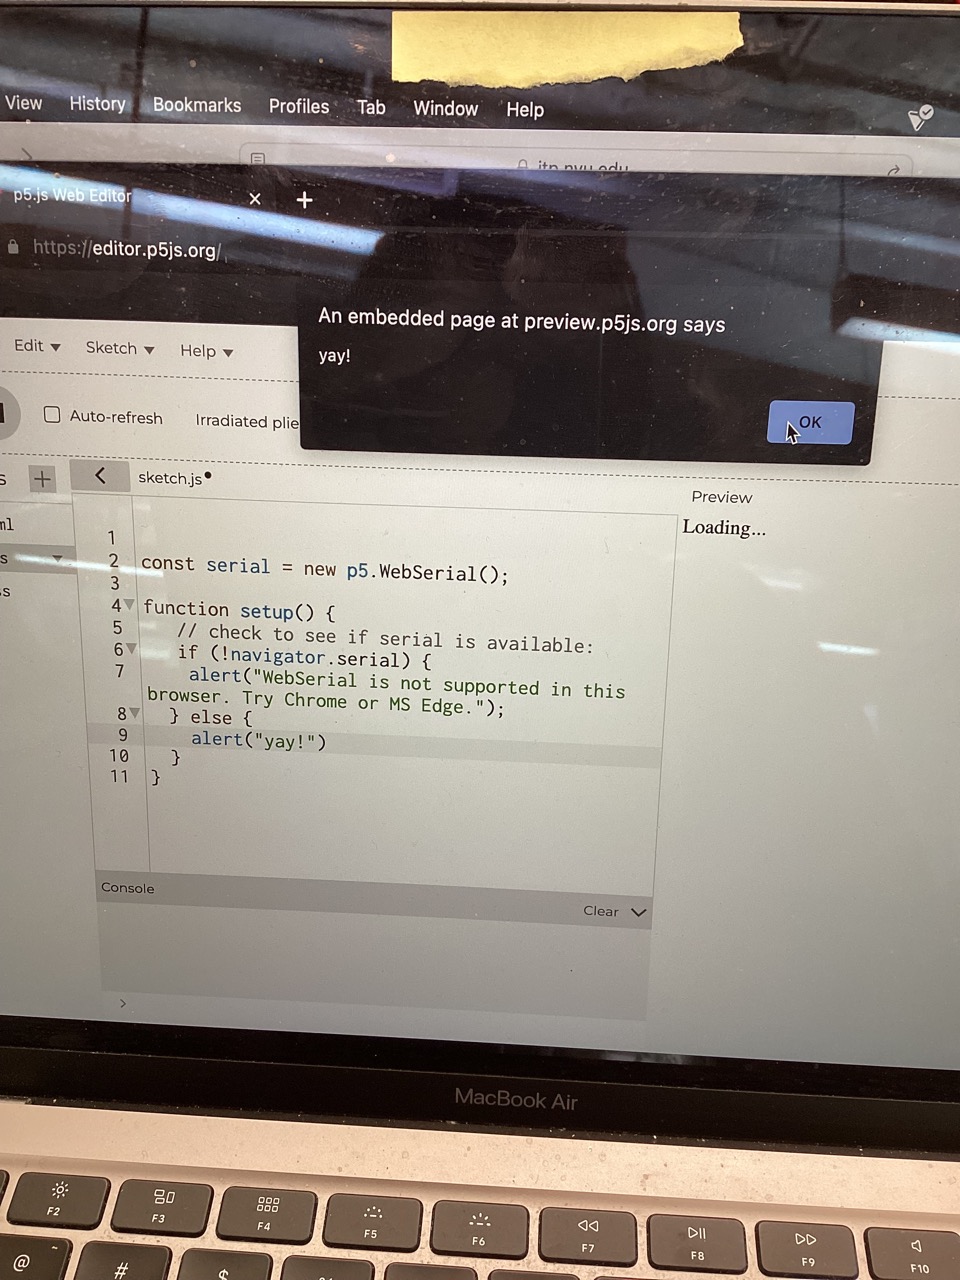 View History Bookmarks Profiles Tab Window Help
itp.nyu.edu
p5.js Web Editor
https://editor.p5js.org/
An embedded page at preview.p5js.org says
yay!
OK
Edit Sketch Help
Auto-refresh Irradiated plie
sketch.js
Preview
Loading...
1
2 const serial = new p5.WebSerial();
3
4 function setup() {
5 // check to see if serial is available:
6 if (!navigator.serial) {
7 alert("WebSerial is not supported in this
browser. Try Chrome or MS Edge.");
8 } else {
9 alert("yay!")
10 }
11 }
Console
Clear
>
MacBook Air
F2 F3 F4 F5 F6 F7 F8 F9 F10
@ # $